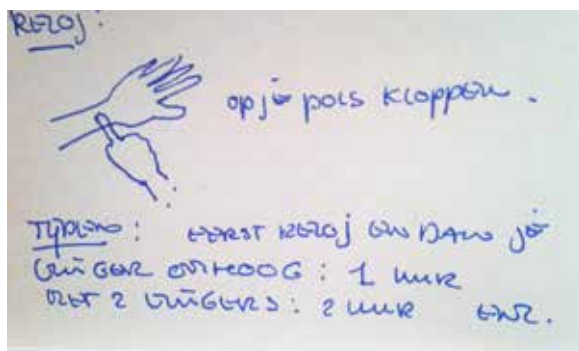 RELOJ:
op je pols kloppen.
TIJDEN: EERST RELOJ EN DAN JE
VINGER OMHOOG: 1 uur
MET 2 VINGERS: 2 uur ENZ.